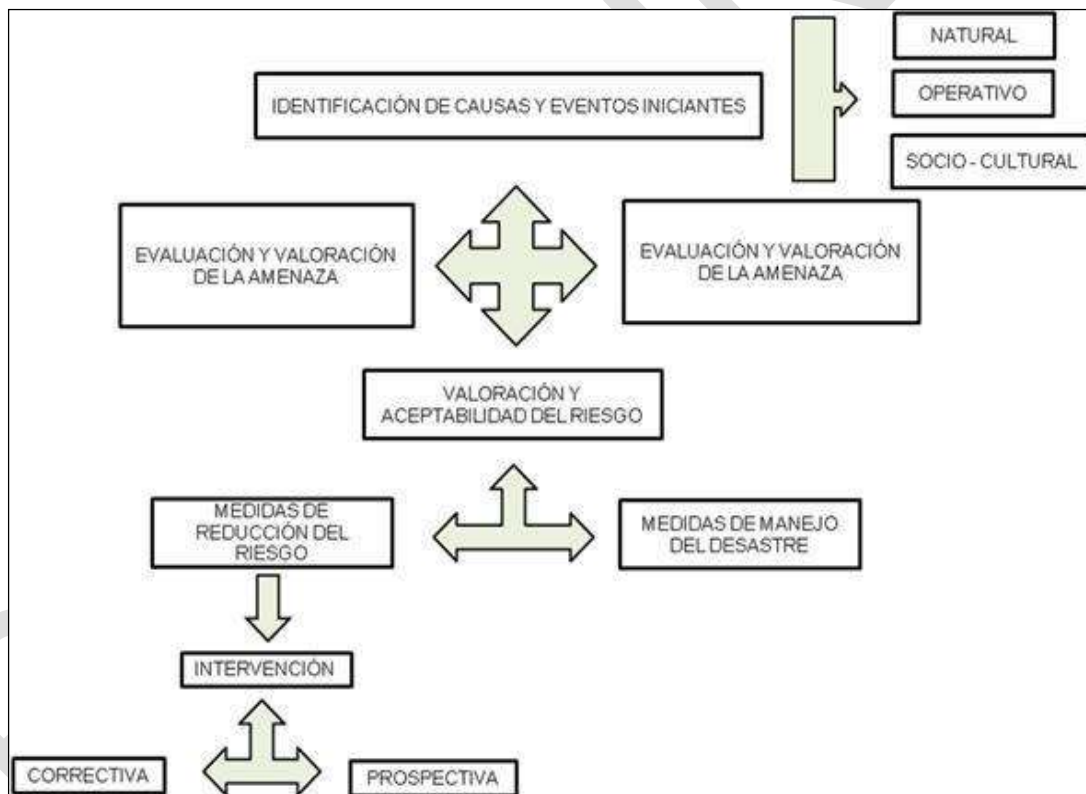 NATURAL
IDENTIFICACIÓN DE CAUSAS Y EVENTOS INICIANTES
OPERATIVO
SOCIO - CULTURAL
EVALUACIÓN Y VALORACIÓN
DE LA AMENAZA
EVALUACIÓN Y VALORACIÓN
DE LA AMENAZA
VALORACIÓN Y
ACEPTABILIDAD DEL RIESGO
MEDIDAS DE
REDUCCIÓN DEL
RIESGO
MEDIDAS DE MANEJO
DEL DESASTRE
INTERVENCIÓN
CORRECTIVA
PROSPECTIVA